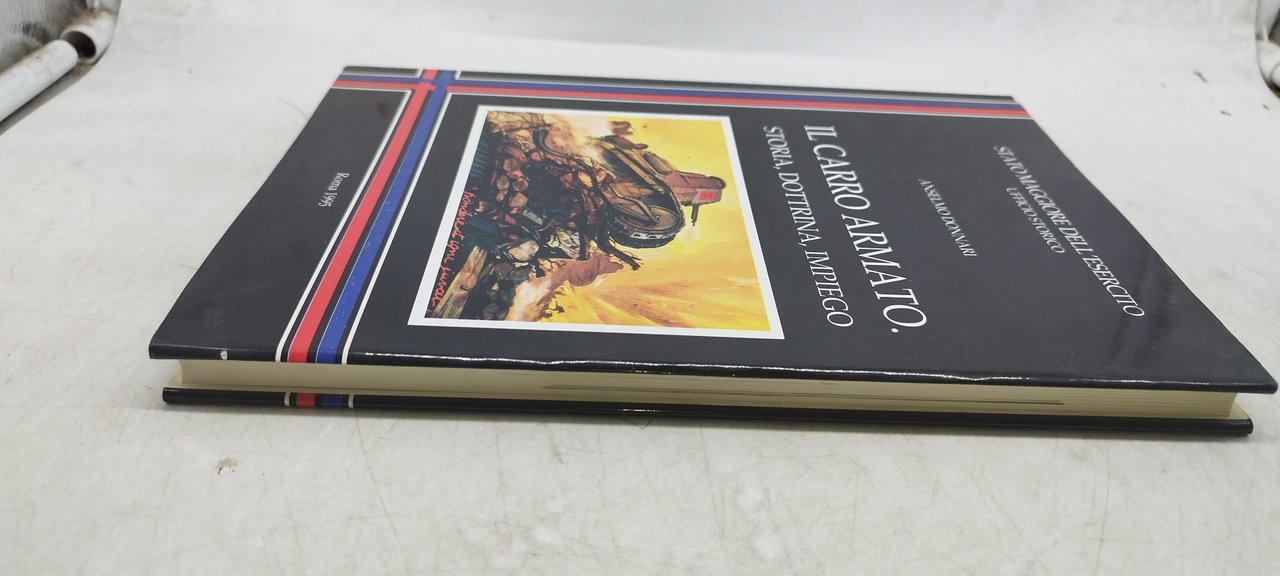 STATO MAGGIORE DELL'ESERCITO
UFFICIO STORICO
ANSELMO DONNARI
IL CARRO ARMATO.
STORIA, DOTTRINA, IMPIEGO
Roma 1995